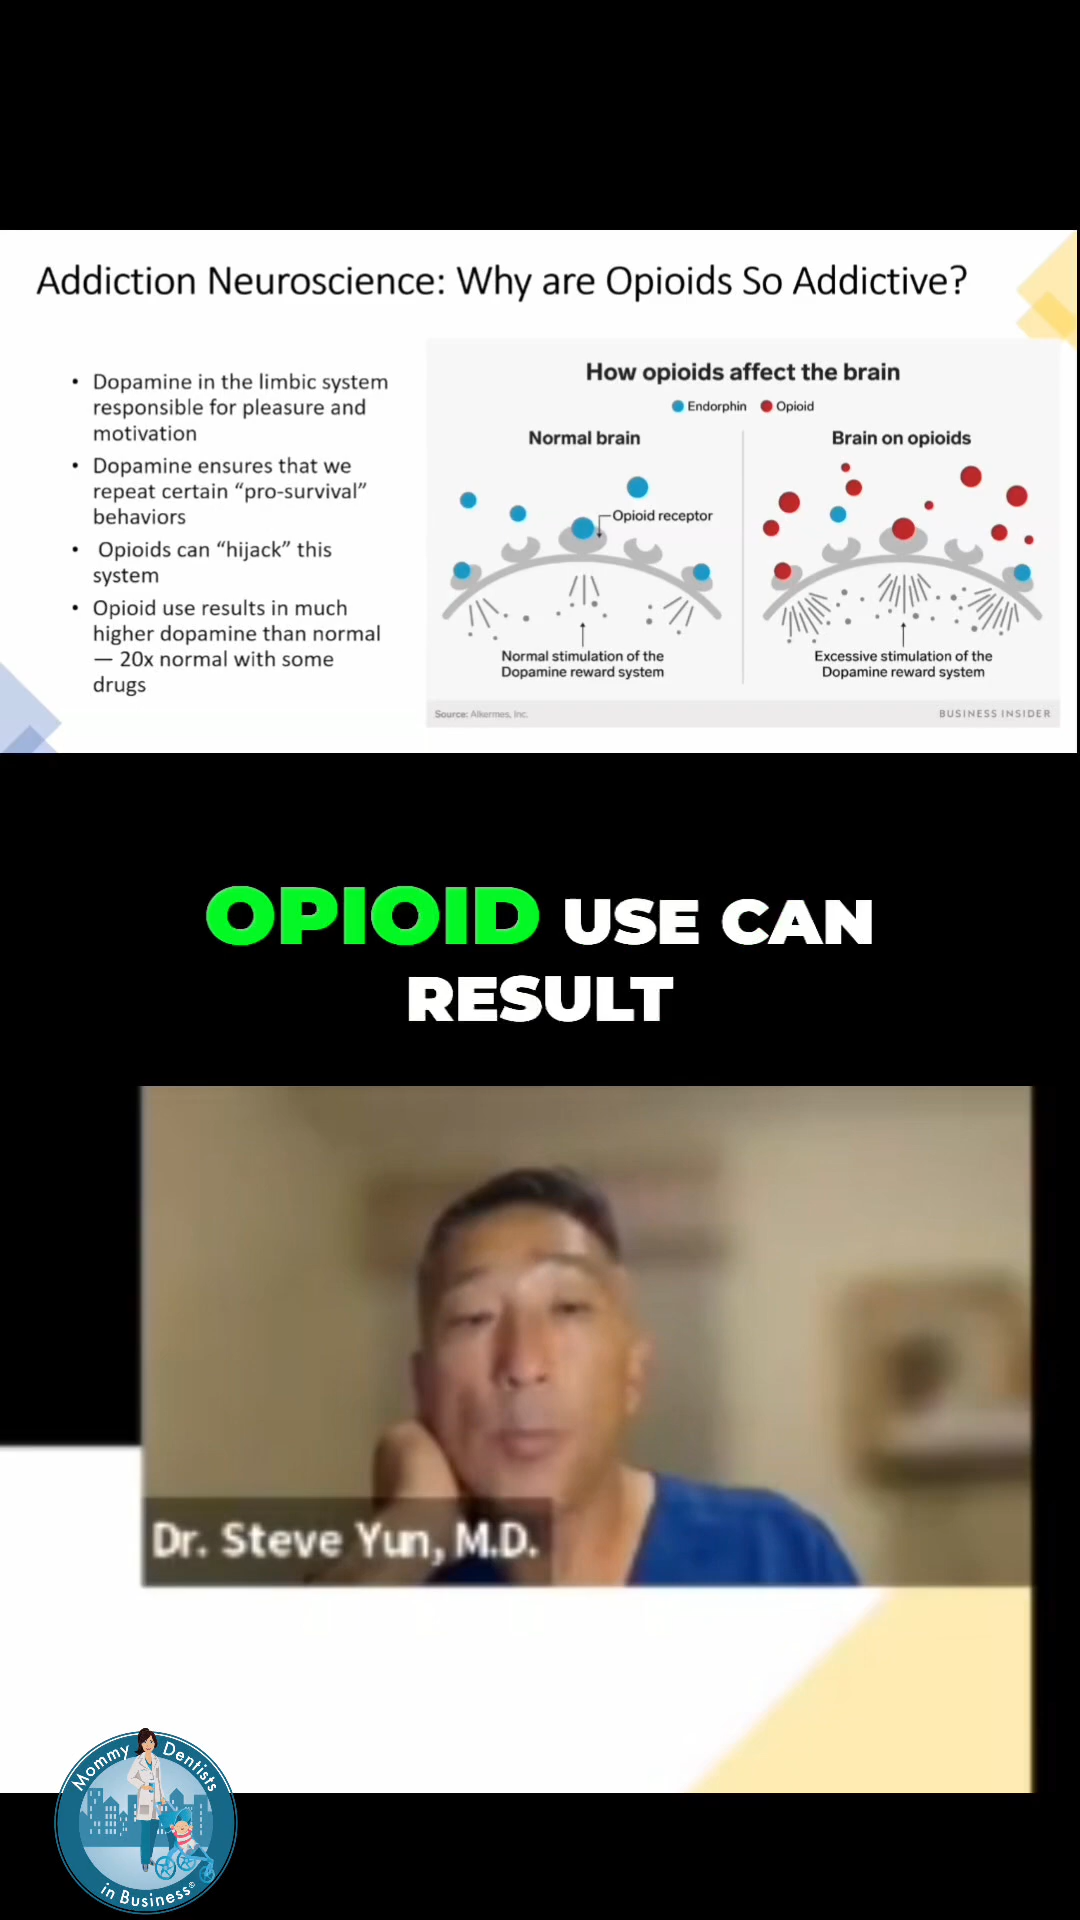 Addiction Neuroscience: Why are Opioids So Addictive?
• Dopamine in the limbic system
responsible for pleasure and
motivation
• Dopamine ensures that we
repeat certain “pro-survival”
behaviors
• Opioids can “hijack” this
system
• Opioid use results in much
higher dopamine than normal
— 20x normal with some
drugs
How opioids affect the brain
Endorphin Opioid
Normal brain
Opioid receptor
Normal stimulation of the
Dopamine reward system
Brain on opioids
Excessive stimulation of the
Dopamine reward system
Source: Alkermes, Inc.
BUSINESS INSIDER
OPIOID USE CAN
RESULT
Dr. Steve Yun, M.D.
Mommy Dentists
in Business®